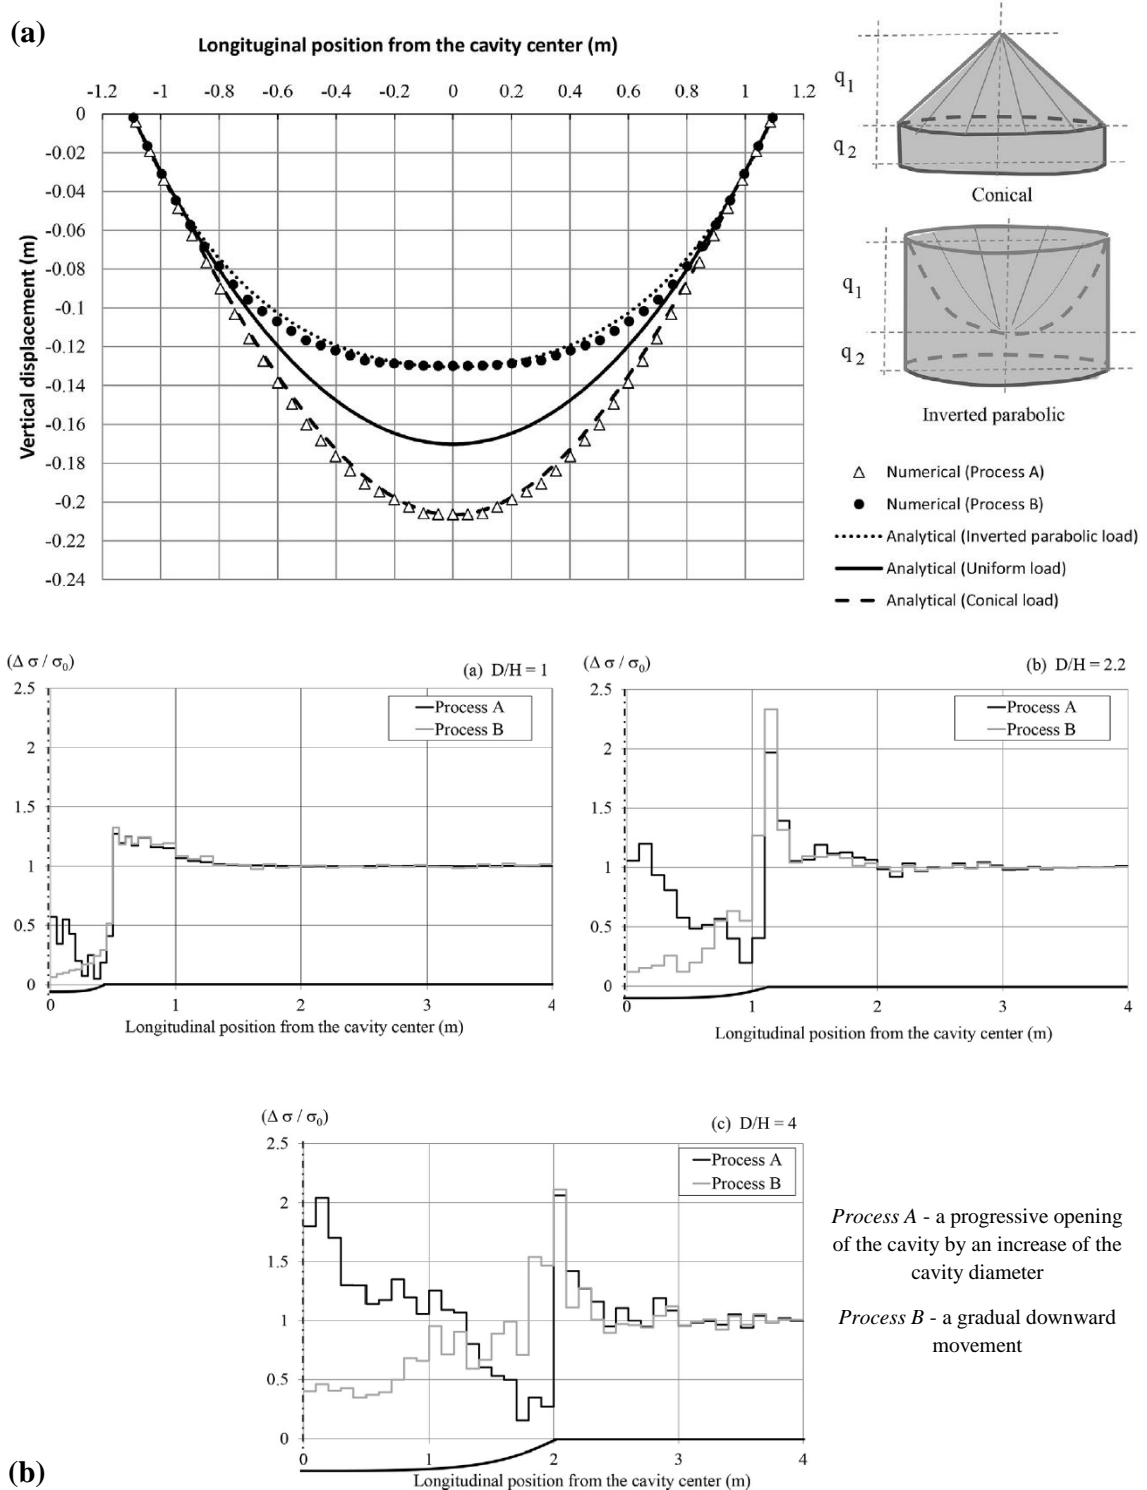 (a)
Longituginal position from the cavity center (m)
-1.2 -1 -0.8 -0.6 -0.4 -0.2 0 0.2 0.4 0.6 0.8 1 1.2
0
-0.02
-0.04
-0.06
-0.08
-0.1
-0.12
-0.14
-0.16
-0.18
-0.2
-0.22
-0.24
Vertical displacement (m)
q1
q2
Conical
q1
q2
Inverted parabolic
Numerical (Process A)
Numerical (Process B)
Analytical (Inverted parabolic load)
Analytical (Uniform load)
Analytical (Conical load)
(Δ σ / σ0)
(a) D/H = 1
2.5
2
1.5
1
0.5
0
Process A
Process B
0 1 2 3 4
Longitudinal position from the cavity center (m)
(Δ σ / σ0)
(b) D/H = 2.2
2.5
2
1.5
1
0.5
0
Process A
Process B
0 1 2 3 4
Longitudinal position from the cavity center (m)
(Δ σ / σ0)
(c) D/H = 4
2.5
2
1.5
1
0.5
0
Process A
Process B
0 1 2 3 4
Longitudinal position from the cavity center (m)
Process A - a progressive opening
of the cavity by an increase of the
cavity diameter
Process B - a gradual downward
movement
(b)